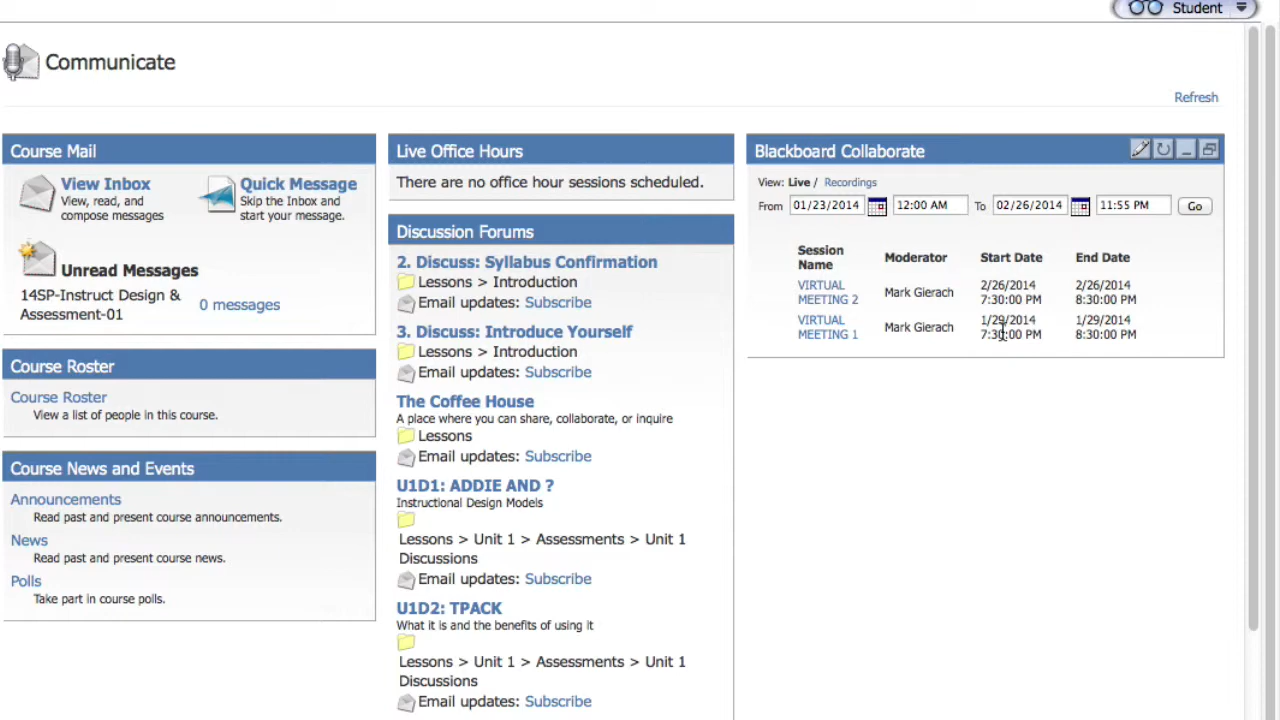 Student
Communicate
Refresh
Course Mail
View Inbox
View, read, and
compose messages
Quick Message
Skip the Inbox and
start your message.
Unread Messages
14SP-Instruct Design &
Assessment-01
0 messages
Course Roster
Course Roster
View a list of people in this course.
Course News and Events
Announcements
Read past and present course announcements.
News
Read past and present course news.
Polls
Take part in course polls.
Live Office Hours
There are no office hour sessions scheduled.
Discussion Forums
2. Discuss: Syllabus Confirmation
Lessons > Introduction
Email updates: Subscribe
3. Discuss: Introduce Yourself
Lessons > Introduction
Email updates: Subscribe
The Coffee House
A place where you can share, collaborate, or inquire
Lessons
Email updates: Subscribe
U1D1: ADDIE AND ?
Instructional Design Models
Lessons > Unit 1 > Assessments > Unit 1
Discussions
Email updates: Subscribe
U1D2: TPACK
What it is and the benefits of using it
Lessons > Unit 1 > Assessments > Unit 1
Discussions
Email updates: Subscribe
Blackboard Collaborate
View: Live / Recordings
From 01/23/2014 12:00 AM To 02/26/2014 11:55 PM Go
Session
Name
Moderator
Start Date
End Date
VIRTUAL
MEETING 2
Mark Gierach
2/26/2014
7:30:00 PM
2/26/2014
8:30:00 PM
VIRTUAL
MEETING 1
Mark Gierach
1/29/2014
7:30:00 PM
1/29/2014
8:30:00 PM